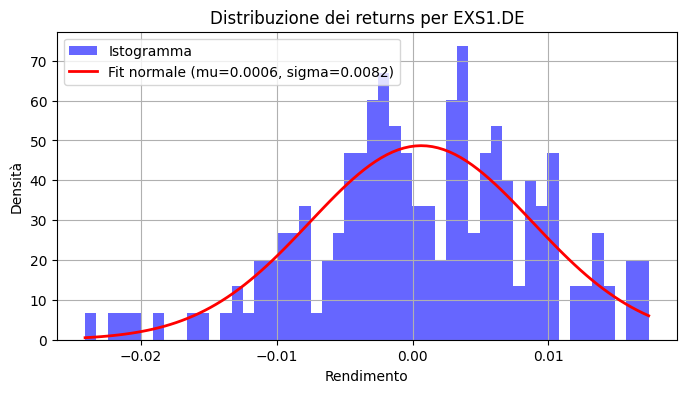 Distribuzione dei returns per EXS1.DE
Istogramma
Fit normale (mu=0.0006, sigma=0.0082)
Densità
70
60
50
40
30
20
10
0
−0.02
−0.01
0.00
0.01
Rendimento